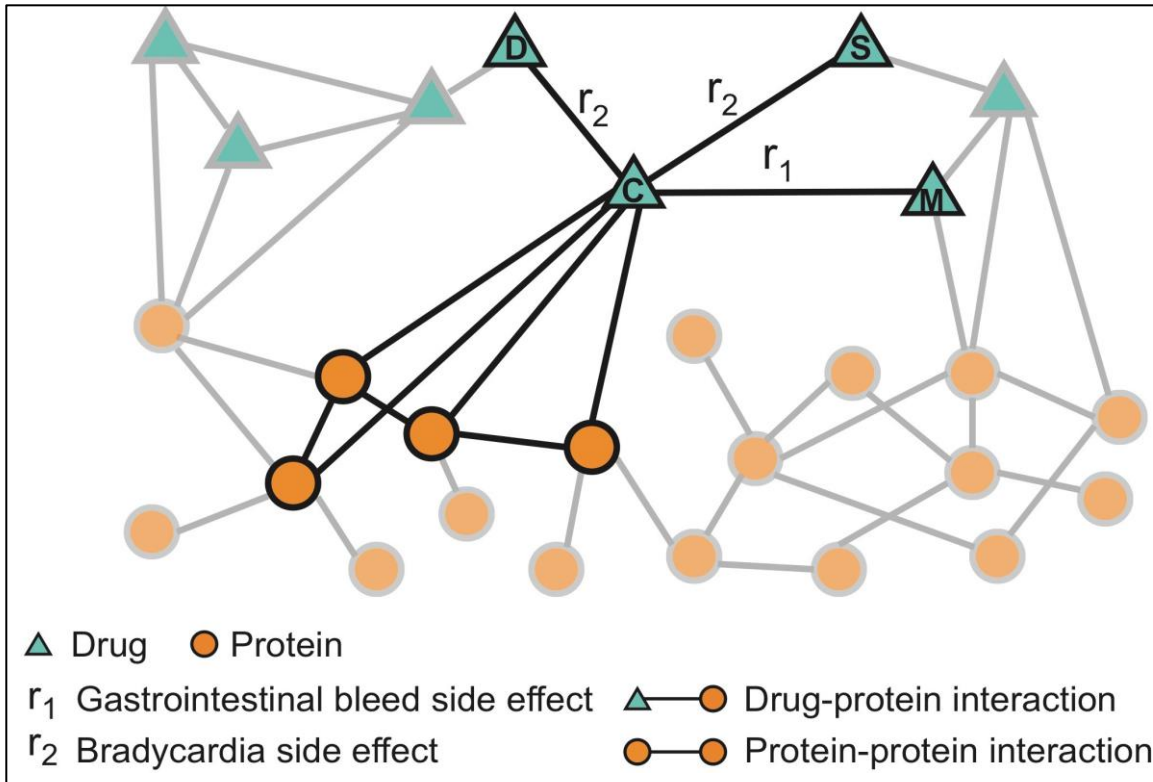 D
S
r2
r2
r1
C
M
Drug
Protein
r1 Gastrointestinal bleed side effect
Drug-protein interaction
r2 Bradycardia side effect
Protein-protein interaction